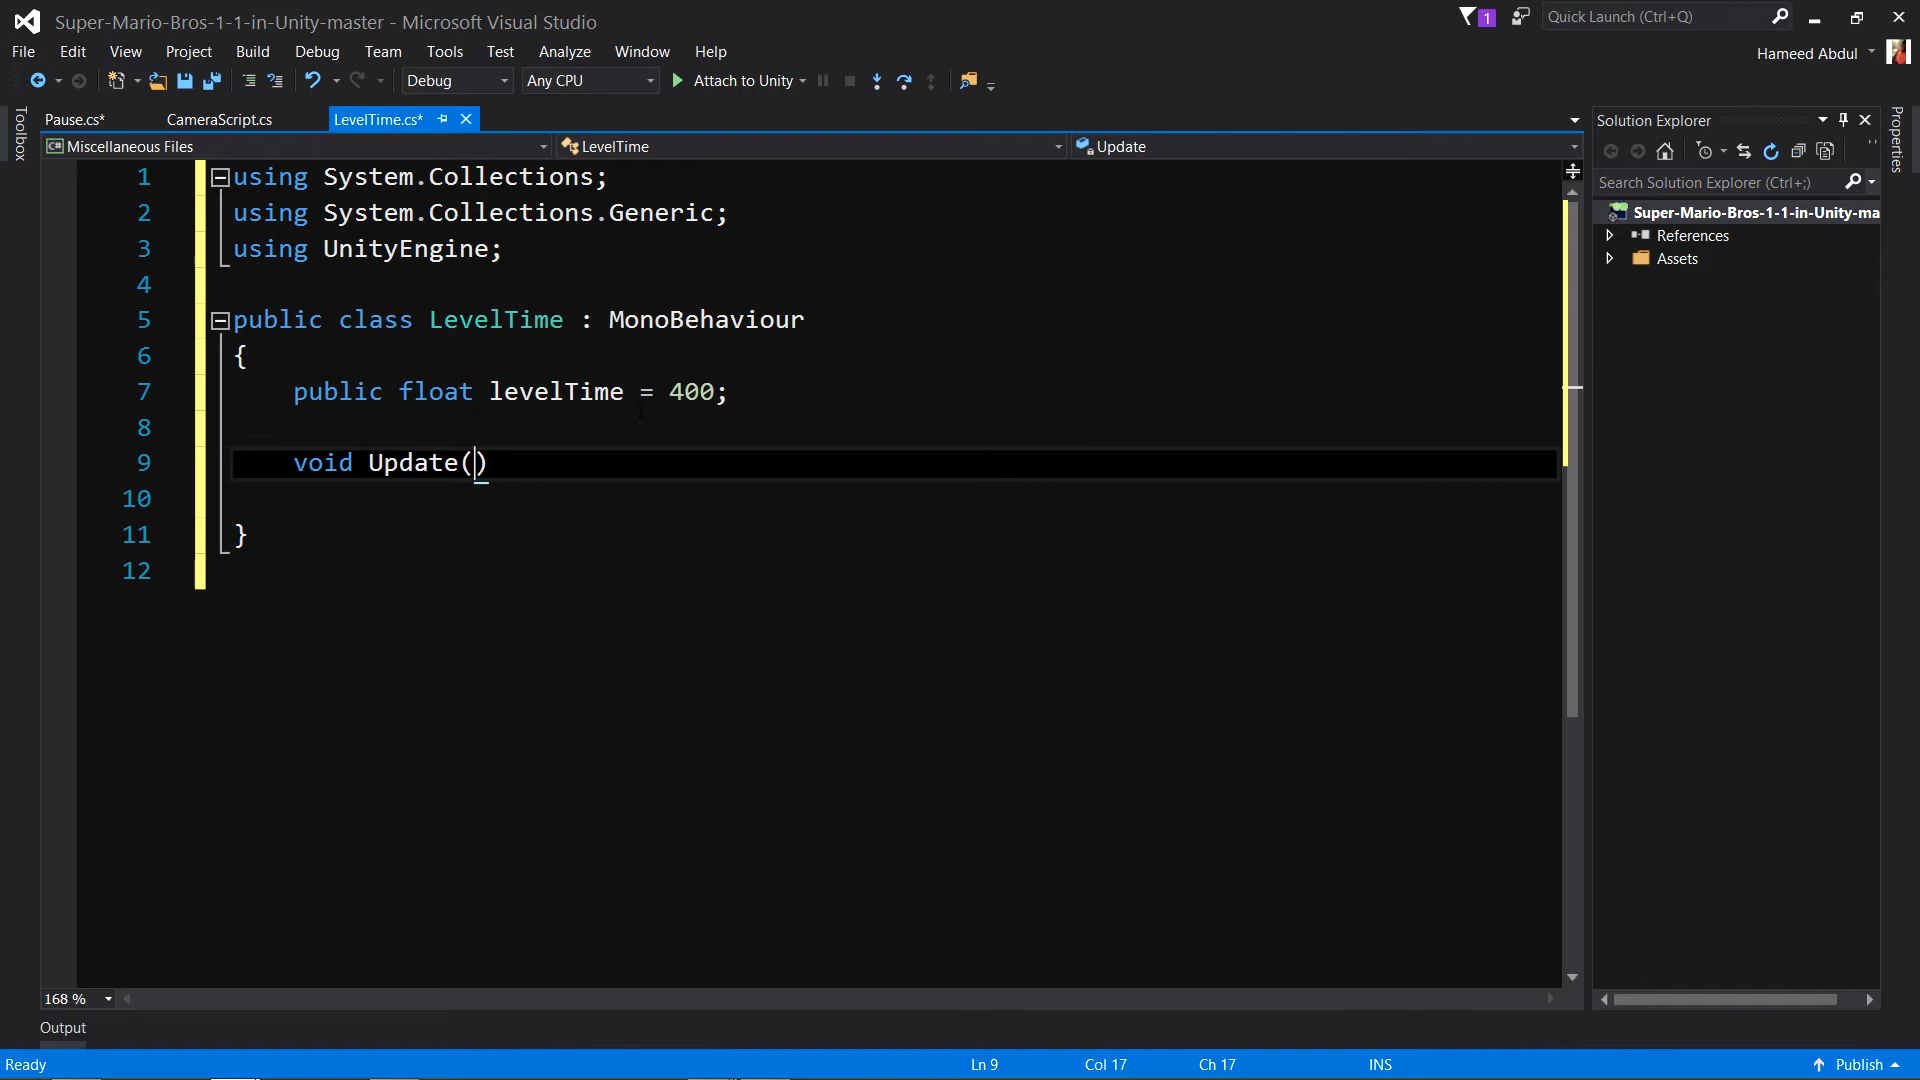 Super-Mario-Bros-1-1-in-Unity-master - Microsoft Visual Studio
1
Quick Launch (Ctrl+Q)
File Edit View Project Build Debug Team Tools Test Analyze Window Help
Hameed Abdul
Debug Any CPU Attach to Unity
Toolbox
Pause.cs* CameraScript.cs LevelTime.cs*
Solution Explorer
Properties
C# Miscellaneous Files LevelTime Update
Search Solution Explorer (Ctrl+;)
Super-Mario-Bros-1-1-in-Unity-ma
References
Assets
1 using System.Collections;
2 using System.Collections.Generic;
3 using UnityEngine;
4
5 public class LevelTime : MonoBehaviour
6 {
7 public float levelTime = 400;
8
9 void Update()
10
11 }
12
168 %
Output
Ready Ln 9 Col 17 Ch 17 INS Publish